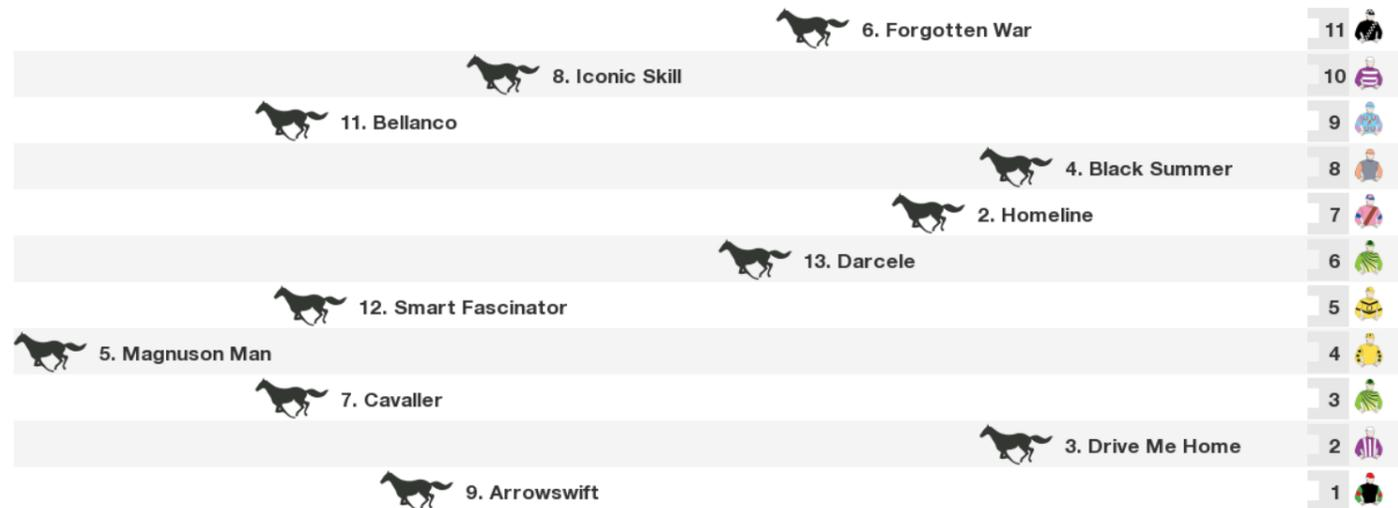 6. Forgotten War 11
8. Iconic Skill 10
11. Bellanco 9
4. Black Summer 8
2. Homeline 7
13. Darcele 6
12. Smart Fascinator 5
5. Magnuson Man 4
7. Cavaller 3
3. Drive Me Home 2
9. Arrowswift 1